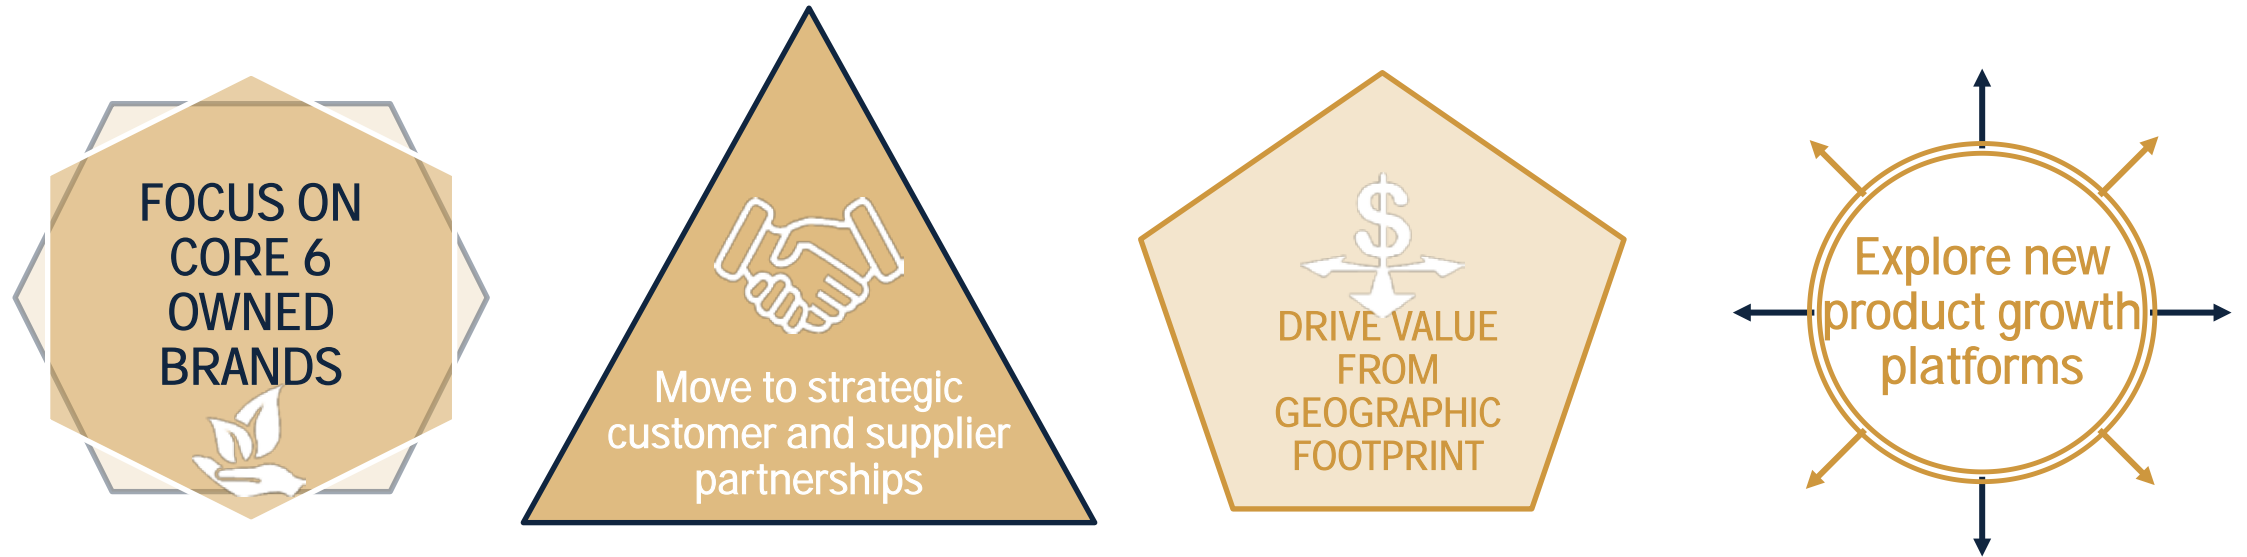 FOCUS ON
CORE 6
OWNED
BRANDS
Move to strategic
customer and supplier
partnerships
$
DRIVE VALUE
FROM
GEOGRAPHIC
FOOTPRINT
Explore new
product growth
platforms